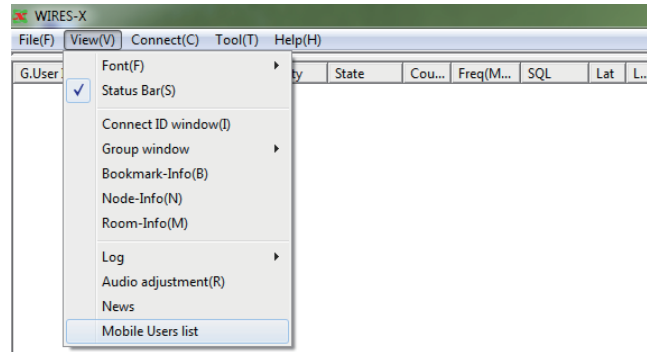 WIRES-X
File(F) View(V) Connect(C) Tool(T) Help(H)
G.User ty State Cou... Freq(M... SQL Lat L...
Font(F)
Status Bar(S)
Connect ID window(I)
Group window
Bookmark-Info(B)
Node-Info(N)
Room-Info(M)
Log
Audio adjustment(R)
News
Mobile Users list